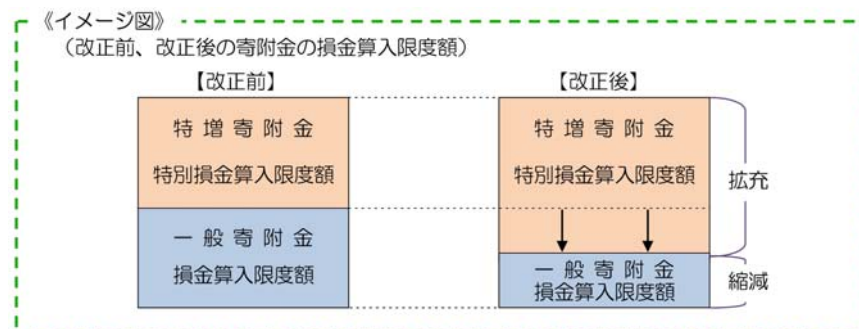 《イメージ図》
（改正前、改正後の寄附金の損金算入限度額）
【改正前】
特増寄附金
特別損金算入限度額
一般寄附金
損金算入限度額
【改正後】
特増寄附金
特別損金算入限度額
一般寄附金
損金算入限度額
拡充
縮減